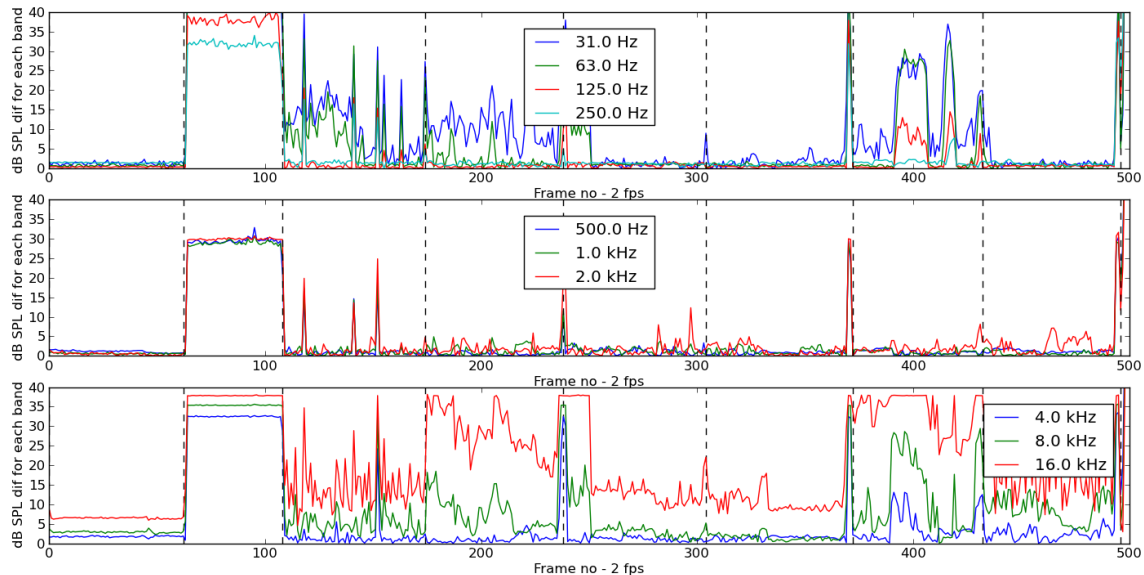 dB SPL dif for each band
40
35
30
25
20
15
10
5
0
31.0 Hz
63.0 Hz
125.0 Hz
250.0 Hz
0
100
200
300
400
500
Frame no - 2 fps
dB SPL dif for each band
40
35
30
25
20
15
10
5
0
500.0 Hz
1.0 kHz
2.0 kHz
0
100
200
300
400
500
Frame no - 2 fps
dB SPL dif for each band
40
35
30
25
20
15
10
5
0
4.0 kHz
8.0 kHz
16.0 kHz
0
100
200
300
400
500
Frame no - 2 fps